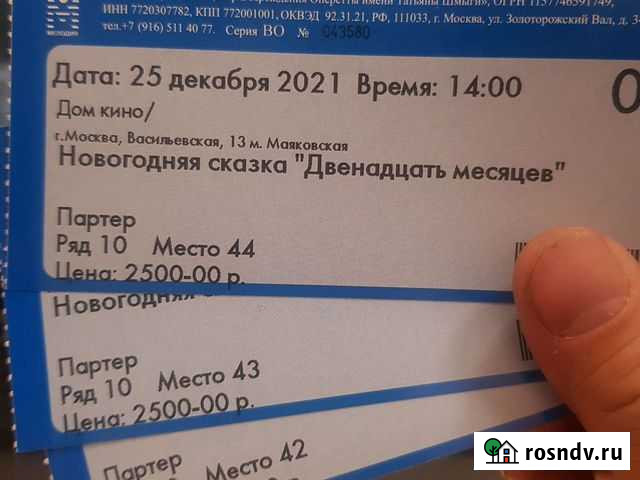 ИНН 7720307782, КПП 772001001, ОКВЭД 92.31.21, РФ, 111033, г. Москва, ул. Золоторожский Вал, д. 3
тел.+7 (916) 511 40 77. Серия ВО № 043580
Дата: 25 декабря 2021 Время: 14:00
Дом кино/
г.Москва, Васильевская, 13 м. Маяковская
Новогодняя сказка "Двенадцать месяцев"
Партер
Ряд 10 Место 44
Цена: 2500-00 р.
Партер
Ряд 10 Место 43
Цена: 2500-00 р.
Партер
Место 42
rosndv.ru